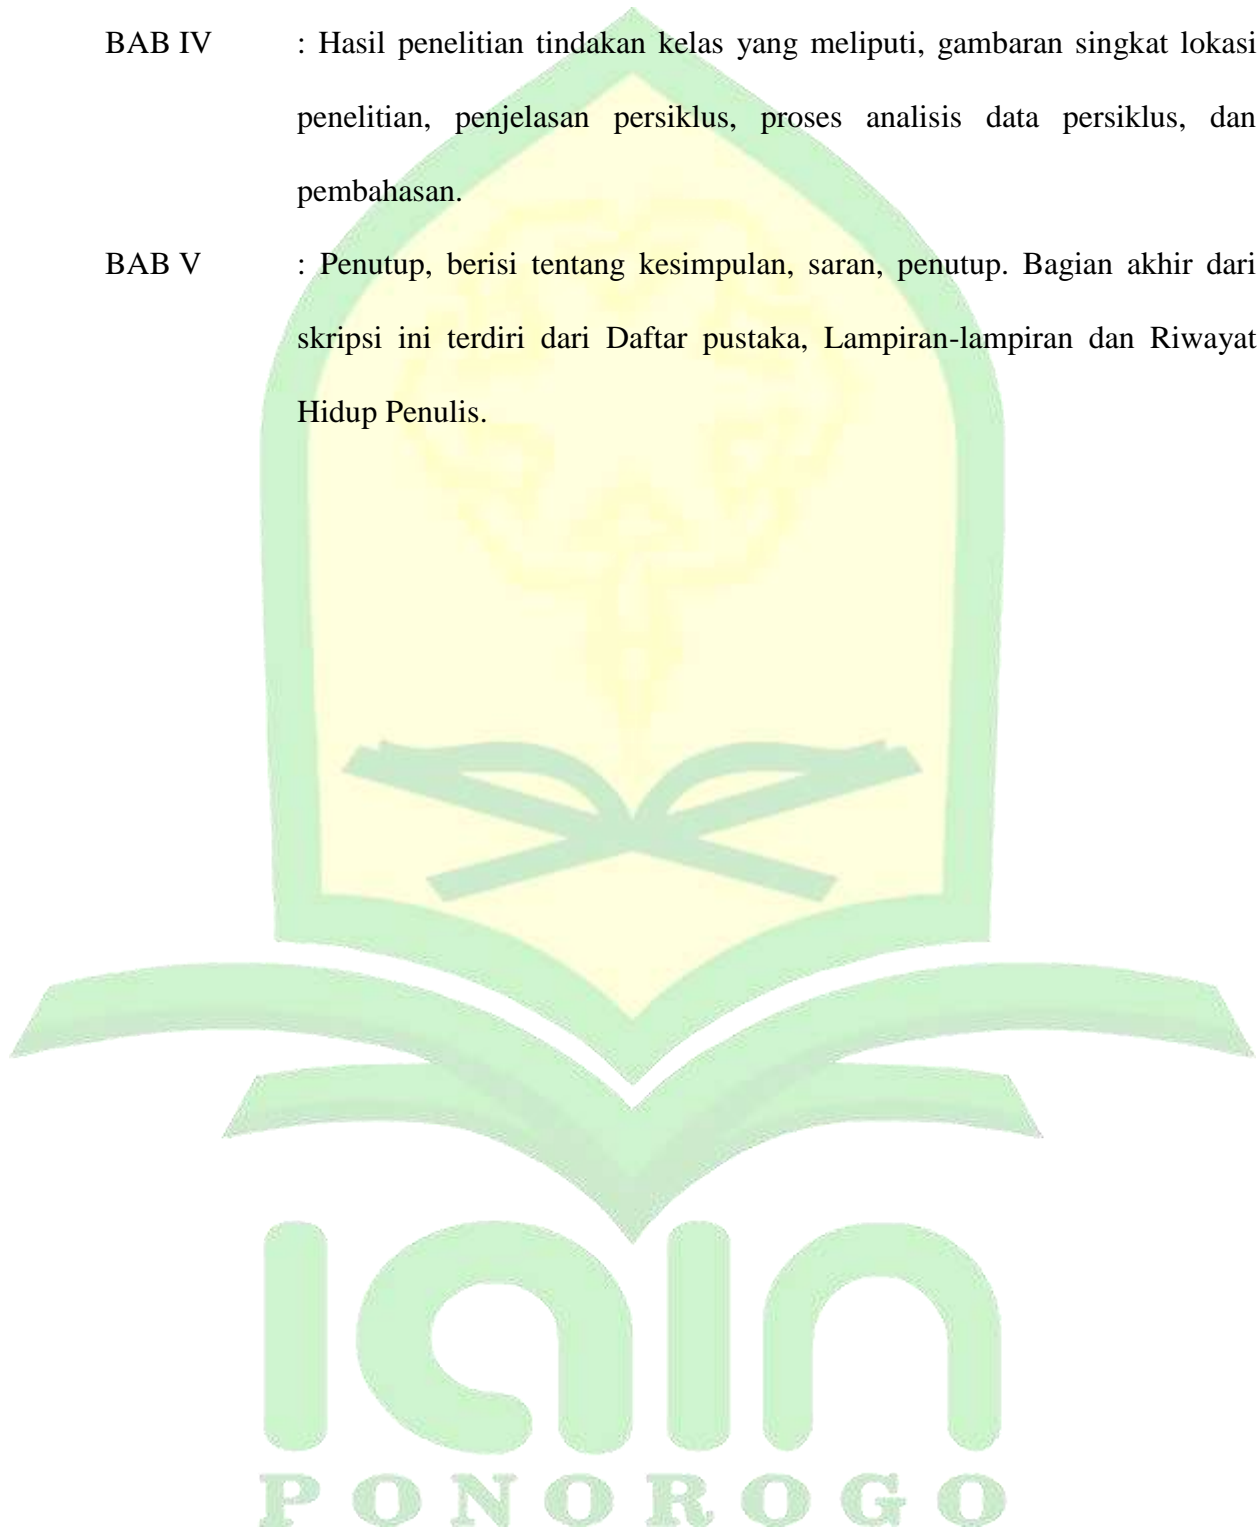 BAB IV : Hasil penelitian tindakan kelas yang meliputi, gambaran singkat lokasi
penelitian, penjelasan persiklus, proses analisis data persiklus, dan
pembahasan.
BAB V : Penutup, berisi tentang kesimpulan, saran, penutup. Bagian akhir dari
skripsi ini terdiri dari Daftar pustaka, Lampiran-lampiran dan Riwayat
Hidup Penulis.
iain
PONOROGO